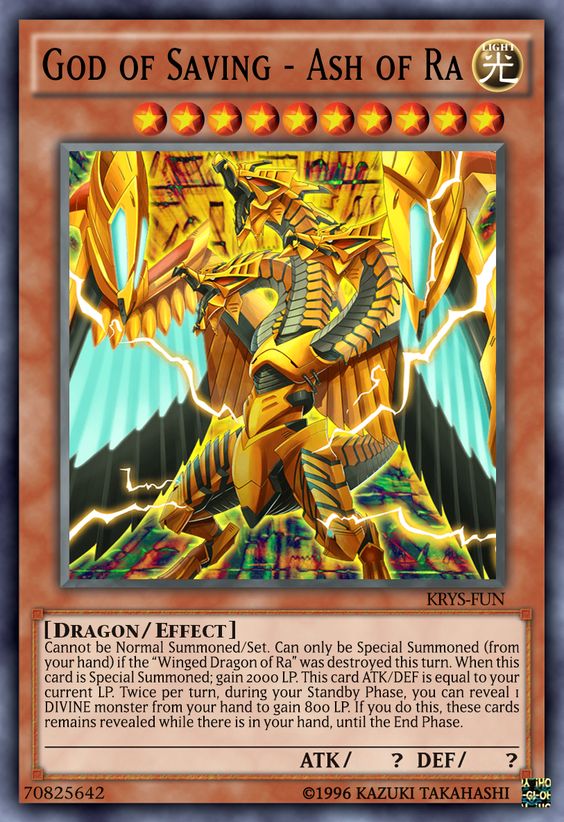 God of Saving - Ash of Ra
LIGHT
光
KRYS-FUN
[Dragon/Effect]
Cannot be Normal Summoned/Set. Can only be Special Summoned (from
your hand) if the "Winged Dragon of Ra" was destroyed this turn. When this
card is Special Summoned; gain 2000 LP. This card ATK/DEF is equal to your
current LP. Twice per turn, during your Standby Phase, you can reveal 1
DIVINE monster from your hand to gain 800 LP. If you do this, these cards
remains revealed while there is in your hand, until the End Phase.
ATK/ ? DEF/ ?
70825642
©1996 KAZUKI TAKAHASHI